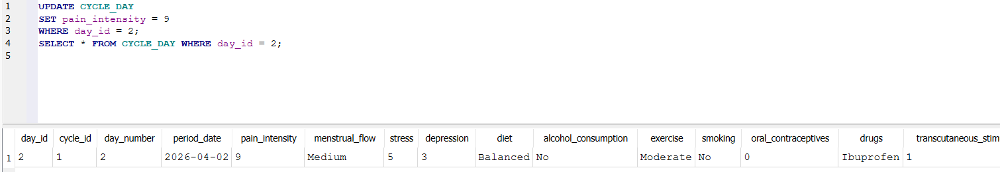 1 UPDATE CYCLE_DAY
2 SET pain_intensity = 9
3 WHERE day_id = 2;
4 SELECT * FROM CYCLE_DAY WHERE day_id = 2;
5
day_id cycle_id day_number period_date pain_intensity menstrual_flow stress depression diet alcohol_consumption exercise smoking oral_contraceptives drugs transcutaneous_stim
1 2 1 2 2026-04-02 9 Medium 5 3 Balanced No Moderate No 0 Ibuprofen 1